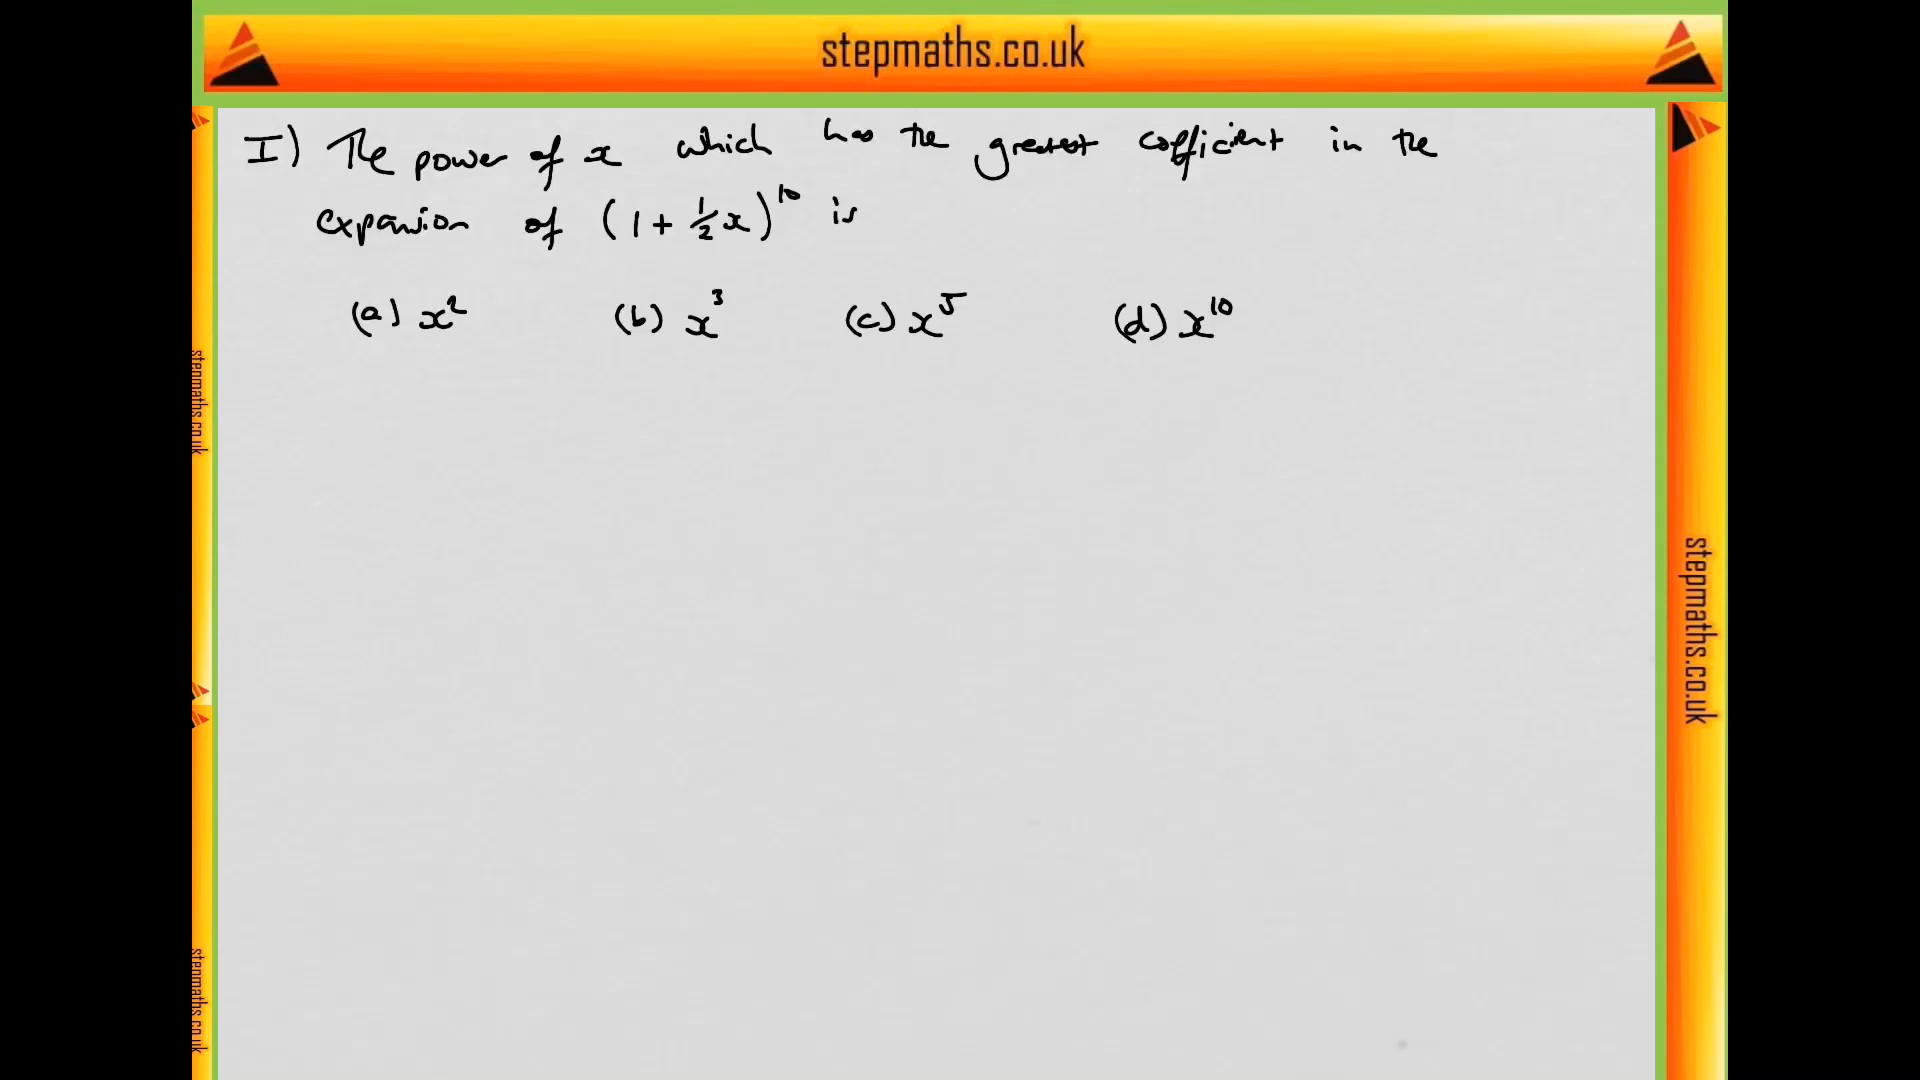 stepmaths.co.uk
I) The power of x which has the greatest coefficient in the
expansion of (1 + ½x)¹⁰ is
(a) x² (b) x³ (c) x⁵ (d) x¹⁰
stepmaths.co.uk
stepmaths.co.uk
stepmaths.co.uk